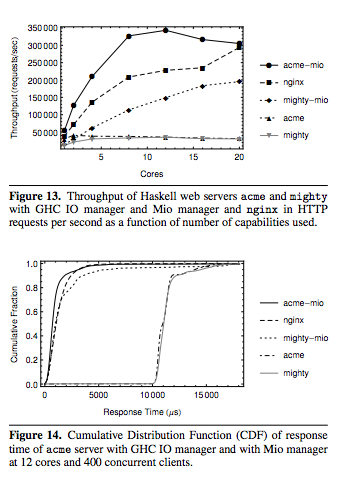 350000
300000
250000
200000
150000
100000
50000
Throughput (requests/sec)
5 10 15 20
Cores
acme-mio
nginx
mighty-mio
acme
mighty
Figure 13. Throughput of Haskell web servers acme and mighty
with GHC IO manager and Mio manager and nginx in HTTP
requests per second as a function of number of capabilities used.
1.0
0.8
0.6
0.4
0.2
0.0
Cumulative Fraction
0 5000 10000 15000
Response Time (μs)
acme-mio
nginx
mighty-mio
acme
mighty
Figure 14. Cumulative Distribution Function (CDF) of response
time of acme server with GHC IO manager and with Mio manager
at 12 cores and 400 concurrent clients.